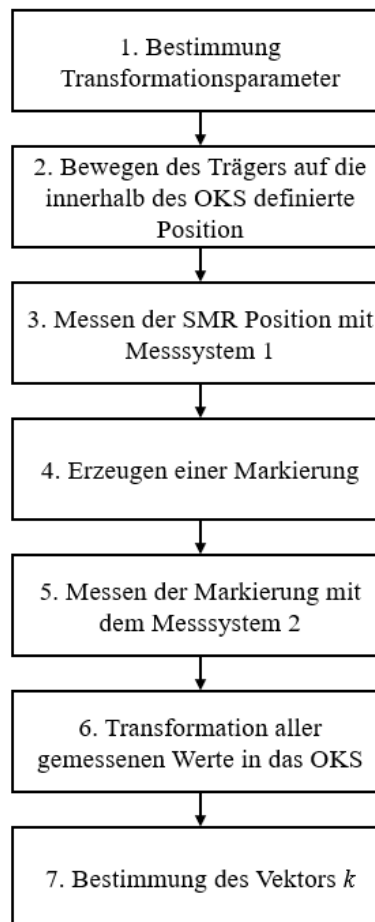 1. Bestimmung
Transformationsparameter
2. Bewegen des Trägers auf die
innerhalb des OKS definierte
Position
3. Messen der SMR Position mit
Messsystem 1
4. Erzeugen einer Markierung
5. Messen der Markierung mit
dem Messsystem 2
6. Transformation aller
gemessenen Werte in das OKS
7. Bestimmung des Vektors k